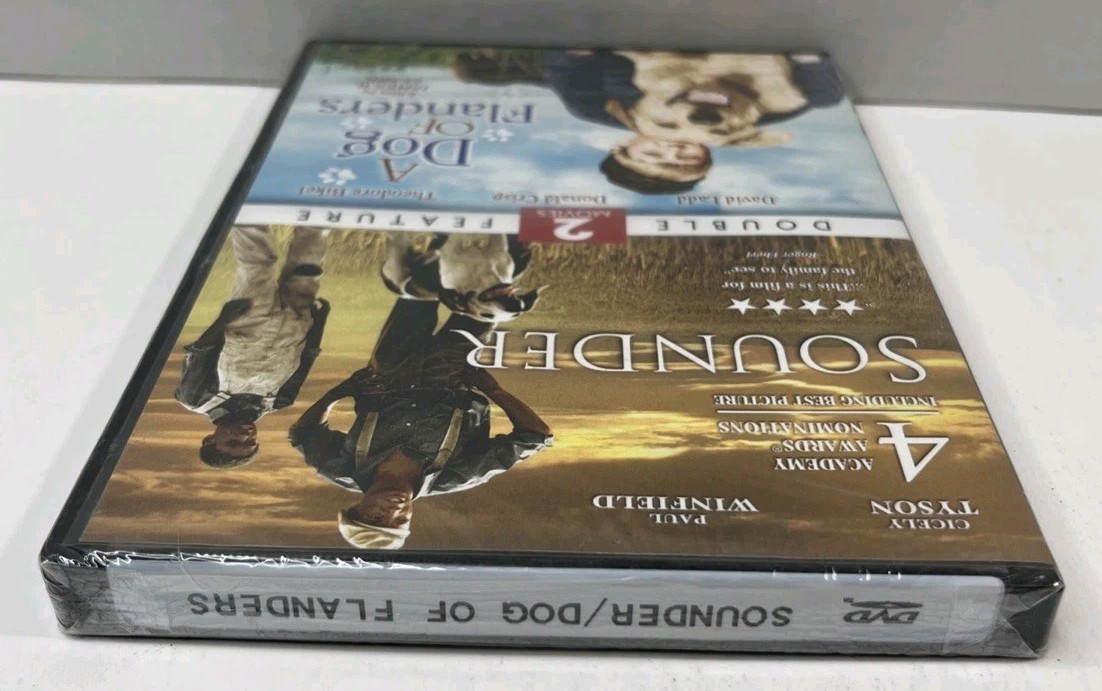 DVD SOUNDER/DOG OF FLANDERS
CICELY PAUL
TYSON WINFIELD
4 ACADEMY
AWARDS®
NOMINATIONS
INCLUDING BEST PICTURE
SOUNDER
"...This is a film for
the family to see"
-Roger Ebert
DOUBLE 2 MOVIES FEATURE
David Ladd Donald Crisp Theodore Bikel
A
Dog
OF
Flanders